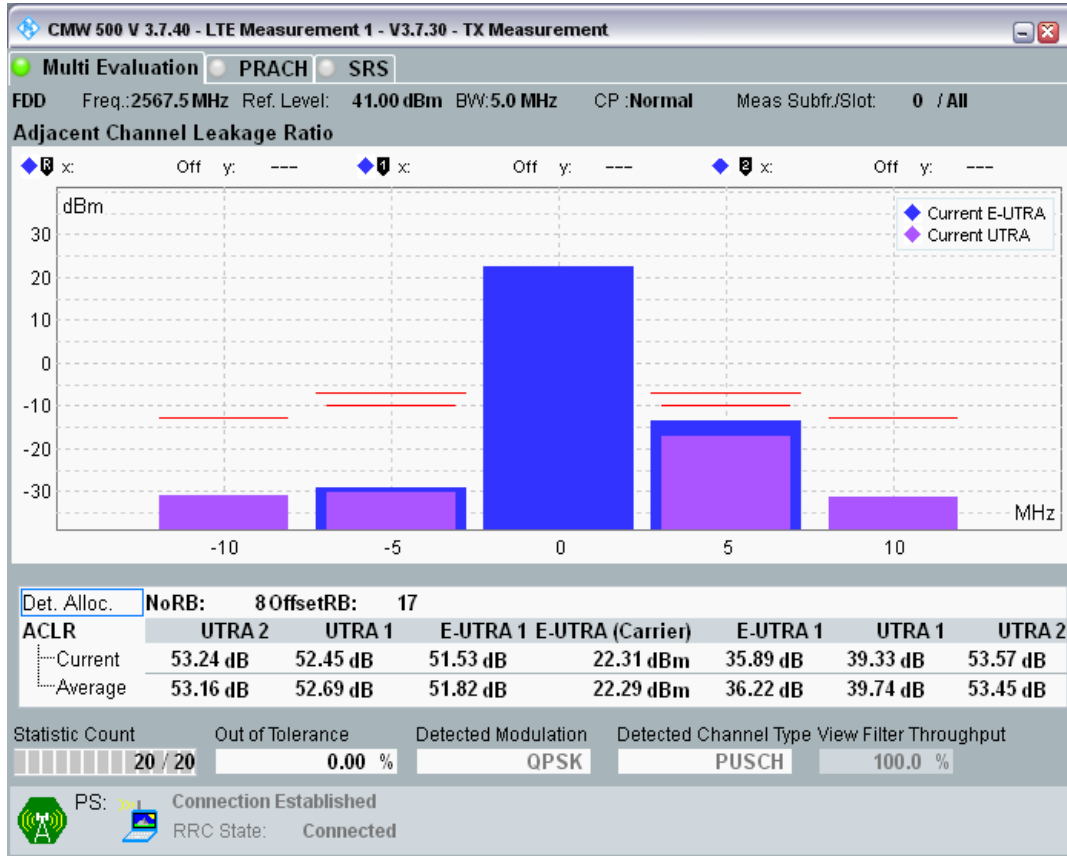 CMW 500 V 3.7.40 - LTE Measurement 1 - V3.7.30 - TX Measurement
Multi Evaluation PRACH SRS
FDD Freq.:2567.5 MHz Ref. Level: 41.00 dBm BW:5.0 MHz CP :Normal Meas Subfr./Slot: 0 / All
Adjacent Channel Leakage Ratio
R x: Off y: --- 1 x: Off y: --- 2 x: Off y: ---
dBm
Current E-UTRA
Current UTRA
30
20
10
0
-10
-20
-30
MHz
-10 -5 0 5 10
Det. Alloc. NoRB: 8 OffsetRB: 17
ACLR UTRA 2 UTRA 1 E-UTRA 1 E-UTRA (Carrier) E-UTRA 1 UTRA 1 UTRA 2
Current 53.24 dB 52.45 dB 51.53 dB 22.31 dBm 35.89 dB 39.33 dB 53.57 dB
Average 53.16 dB 52.69 dB 51.82 dB 22.29 dBm 36.22 dB 39.74 dB 53.45 dB
Statistic Count Out of Tolerance Detected Modulation Detected Channel Type View Filter Throughput
20 / 20 0.00 % QPSK PUSCH 100.0 %
PS: Connection Established
RRC State: Connected